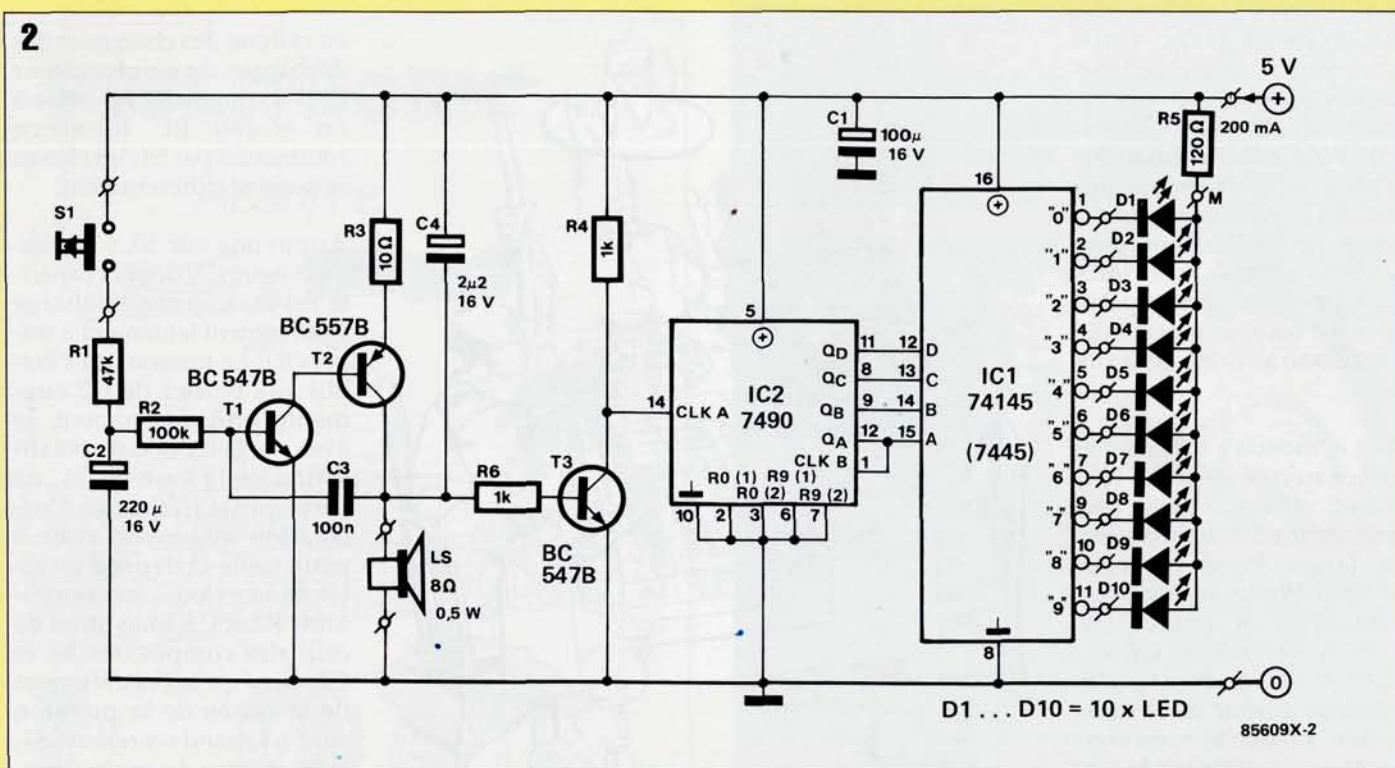 2
5 V
+
200 mA
R5
120Ω
M
C1
100µ
16 V
S1
R1
47k
R2
100k
C2
220 µ
16 V
BC 547B
T1
BC 557B
T2
R3
10Ω
C4
2µ2
16 V
C3
100n
R4
1k
R6
1k
T3
BC
547B
LS
8Ω
0,5 W
5
+
14
CLK A
IC2
7490
QD
11
12
D
QC
8
13
C
QB
9
14
B
QA
12
15
A
CLK B
1
R0 (1)
R9 (1)
R0 (2)
R9 (2)
10
2
3
6
7
16
+
IC1
74145
(7445)
8
"0"
1
D1
"1"
2
D2
"2"
3
D3
"3"
4
D4
"4"
5
D5
"5"
6
D6
"6"
7
D7
"7"
9
D8
"8"
10
D9
"9"
11
D10
0
D1 ... D10 = 10 x LED
85609X-2